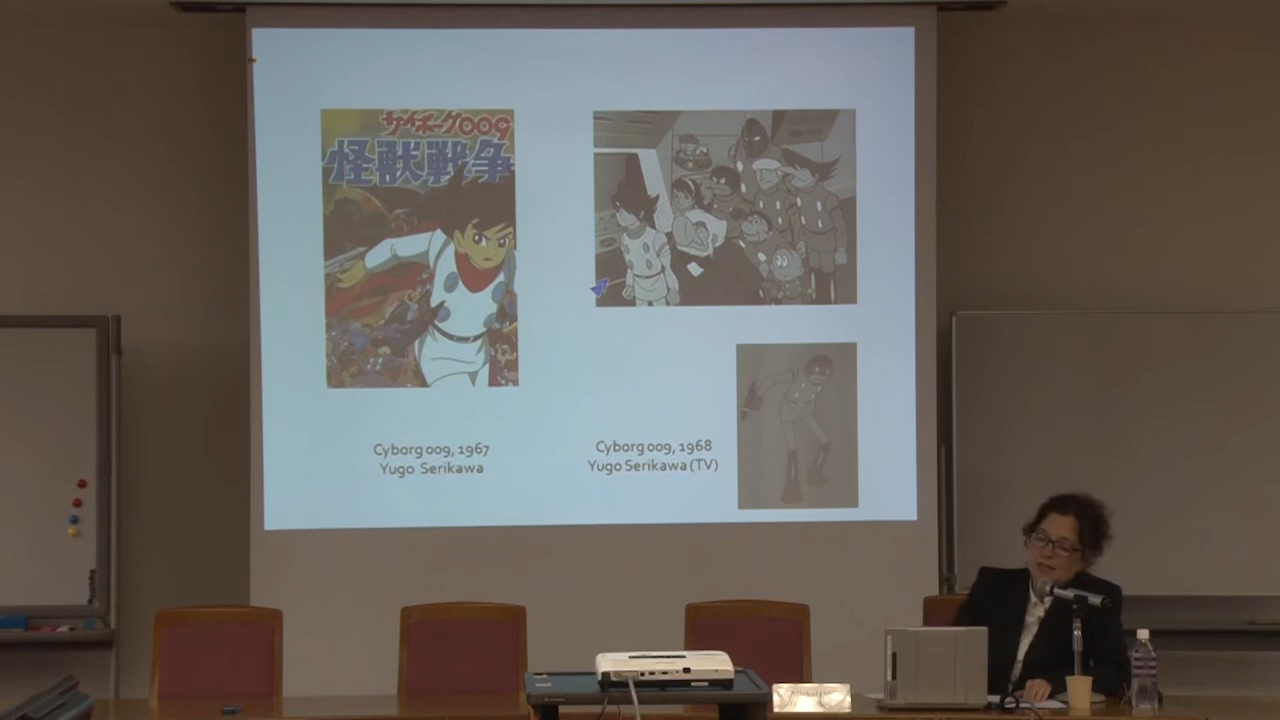 サイボーグ009
怪獣戦争
Cyborg 009, 1967
Yugo Serikawa
Cyborg 009, 1968
Yugo Serikawa (TV)